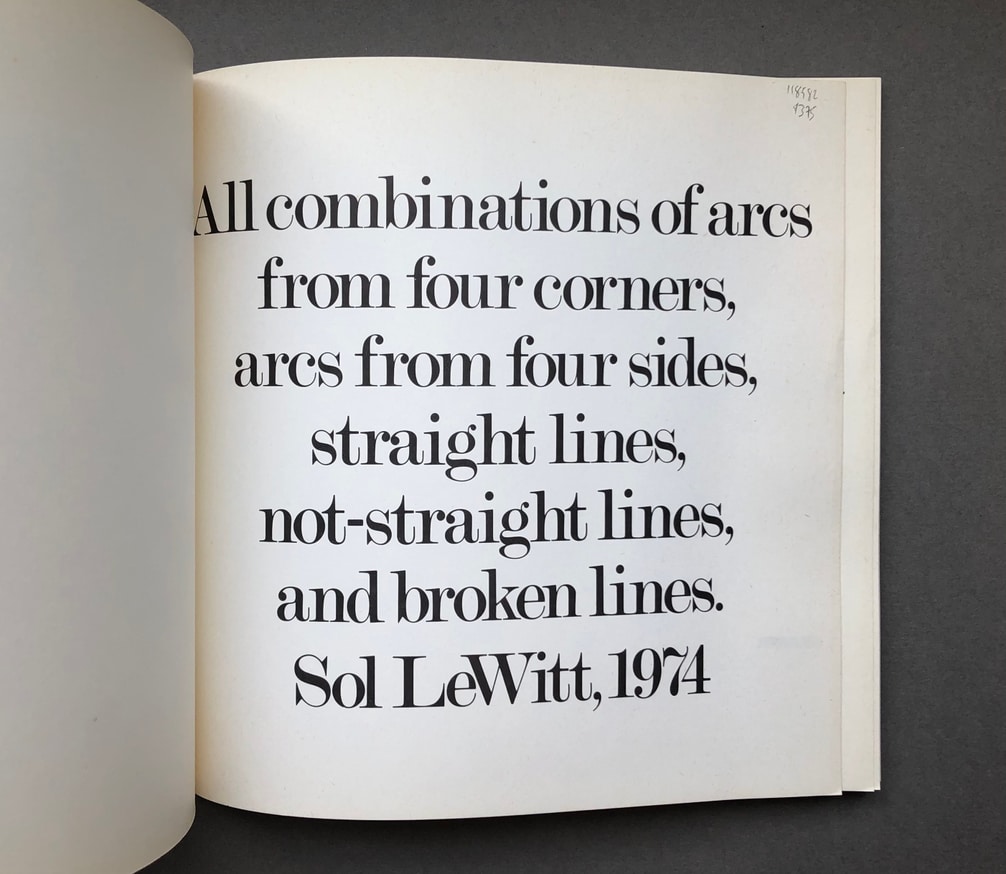 All combinations of arcs
from four corners,
arcs from four sides,
straight lines,
not-straight lines,
and broken lines.
Sol LeWitt, 1974